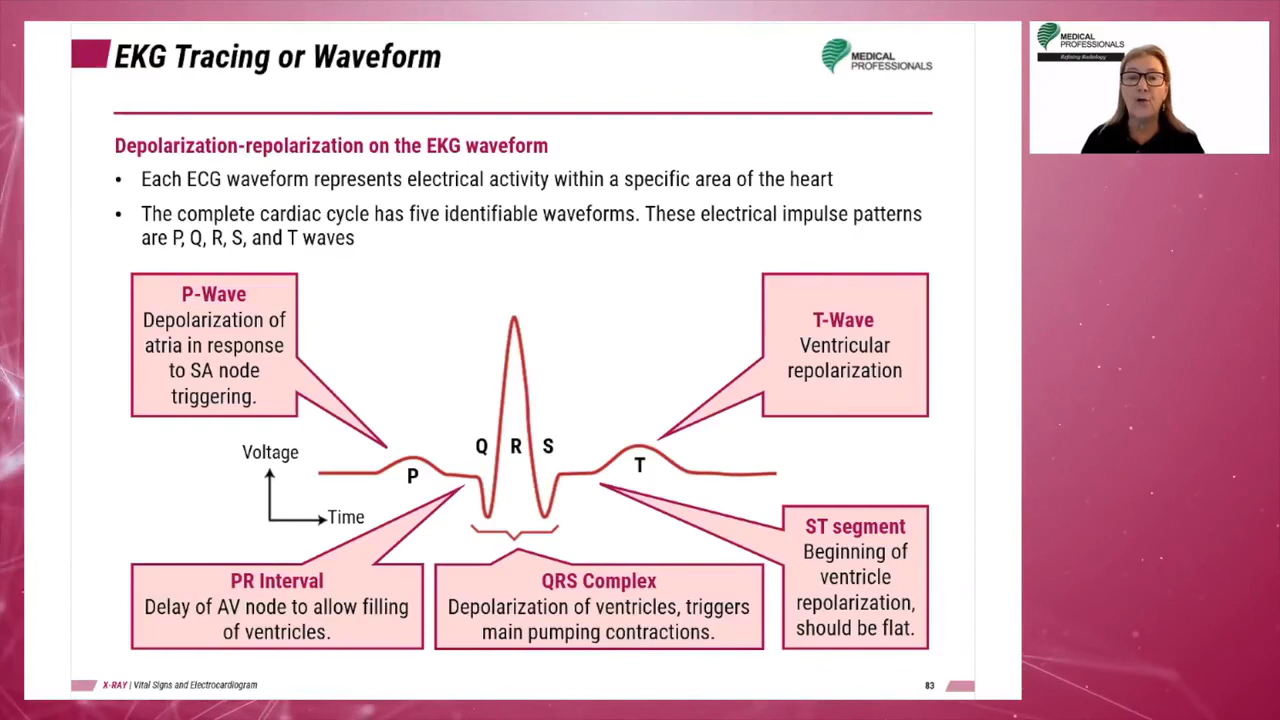 EKG Tracing or Waveform
MEDICAL
PROFESSIONALS
MEDICAL
PROFESSIONALS
Refining Radiology
Depolarization-repolarization on the EKG waveform
• Each ECG waveform represents electrical activity within a specific area of the heart
• The complete cardiac cycle has five identifiable waveforms. These electrical impulse patterns
are P, Q, R, S, and T waves
P-Wave
Depolarization of
atria in response
to SA node
triggering.
T-Wave
Ventricular
repolarization
Voltage
Time
P
Q R S
T
PR Interval
Delay of AV node to allow filling
of ventricles.
QRS Complex
Depolarization of ventricles, triggers
main pumping contractions.
ST segment
Beginning of
ventricle
repolarization,
should be flat.
X-RAY | Vital Signs and Electrocardiogram
83